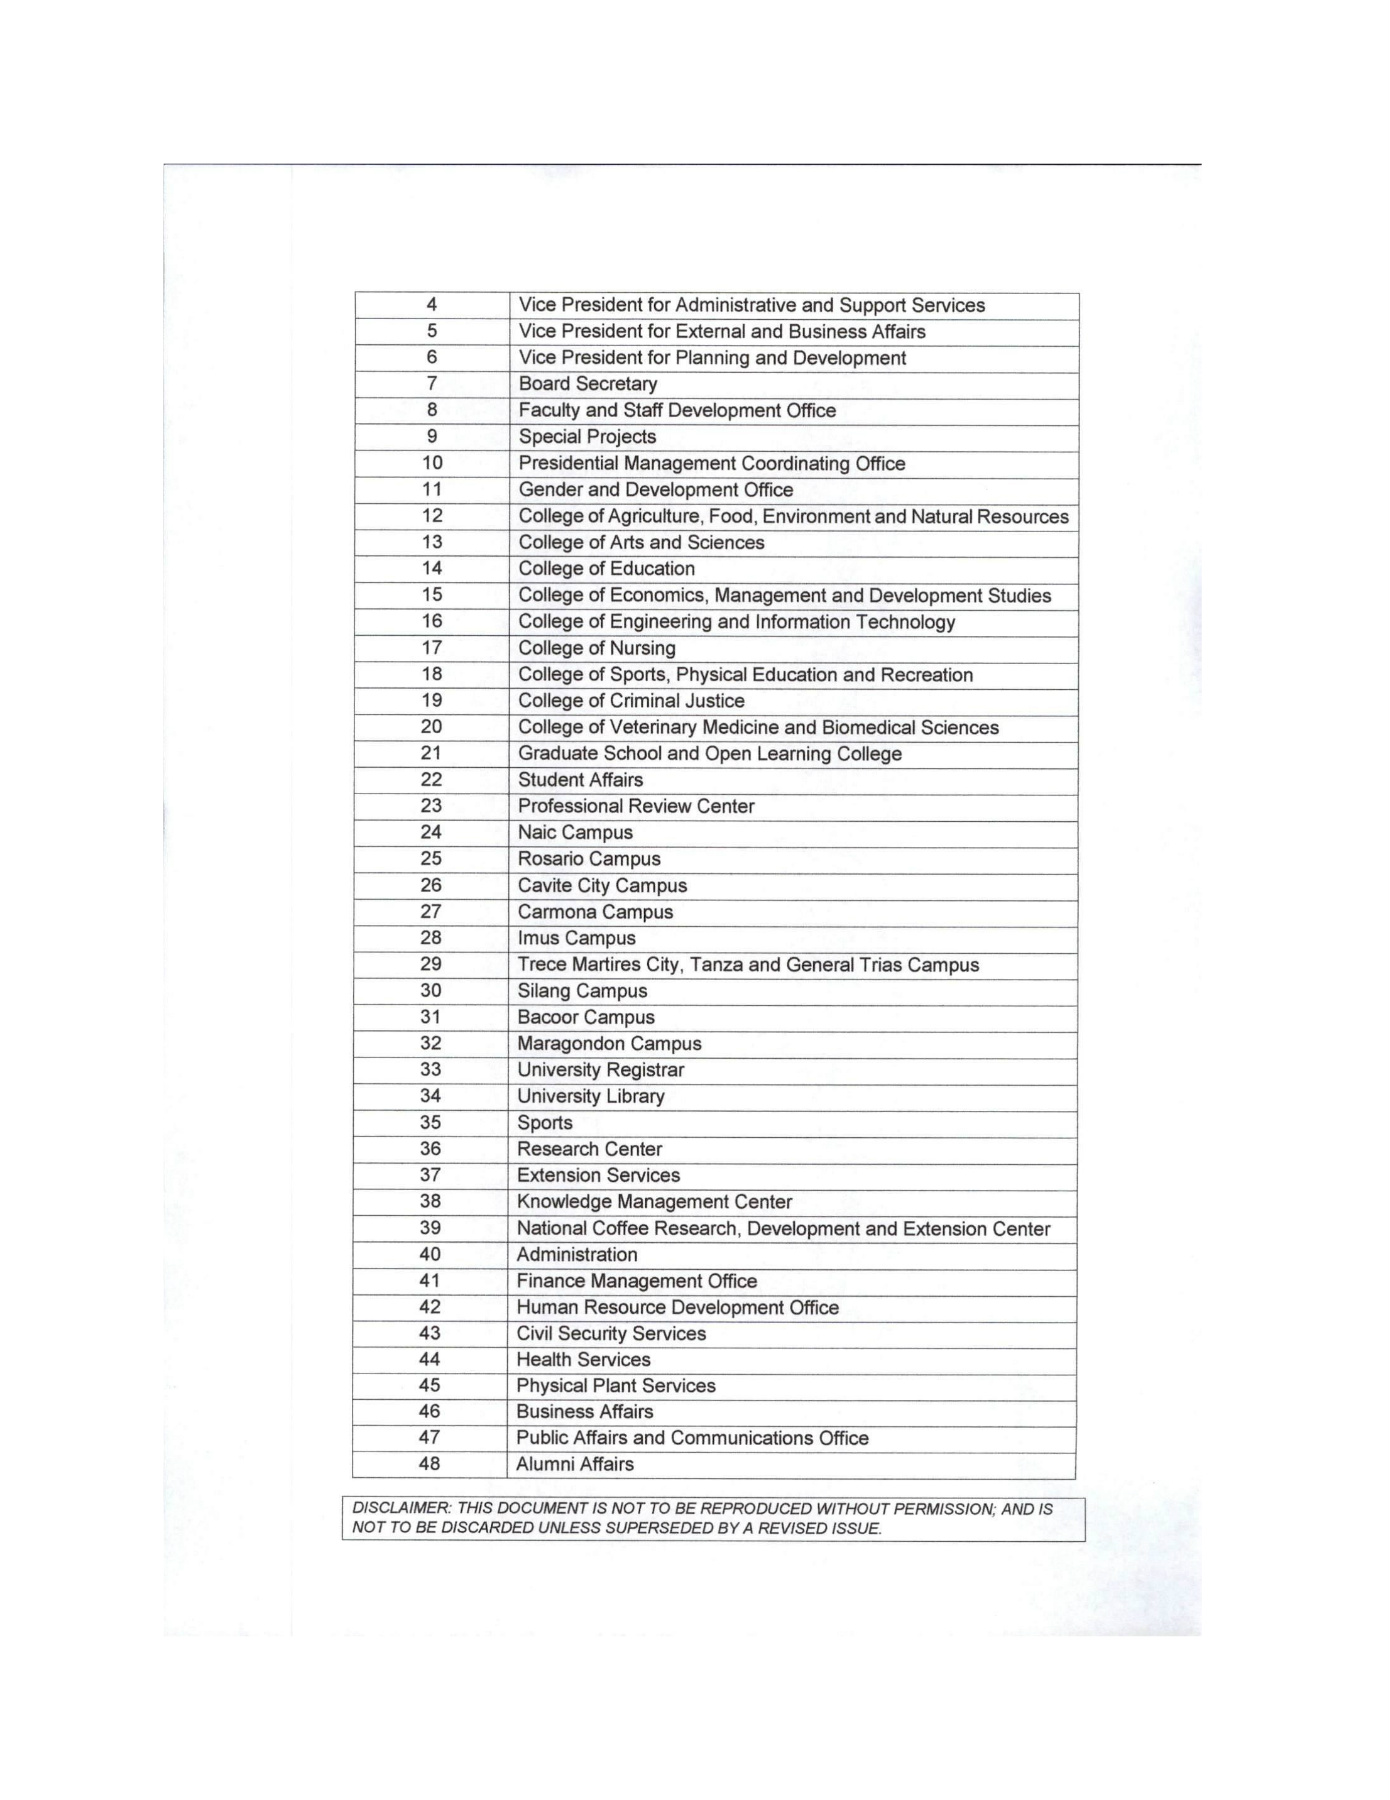 4 Vice President for Administrative and Support Services
5 Vice President for External and Business Affairs
6 Vice President for Planning and Development
7 Board Secretary
8 Faculty and Staff Development Office
9 Special Projects
10 Presidential Management Coordinating Office
11 Gender and Development Office
12 College of Agriculture, Food, Environment and Natural Resources
13 College of Arts and Sciences
14 College of Education
15 College of Economics, Management and Development Studies
16 College of Engineering and Information Technology
17 College of Nursing
18 College of Sports, Physical Education and Recreation
19 College of Criminal Justice
20 College of Veterinary Medicine and Biomedical Sciences
21 Graduate School and Open Learning College
22 Student Affairs
23 Professional Review Center
24 Naic Campus
25 Rosario Campus
26 Cavite City Campus
27 Carmona Campus
28 Imus Campus
29 Trece Martires City, Tanza and General Trias Campus
30 Silang Campus
31 Bacoor Campus
32 Maragondon Campus
33 University Registrar
34 University Library
35 Sports
36 Research Center
37 Extension Services
38 Knowledge Management Center
39 National Coffee Research, Development and Extension Center
40 Administration
41 Finance Management Office
42 Human Resource Development Office
43 Civil Security Services
44 Health Services
45 Physical Plant Services
46 Business Affairs
47 Public Affairs and Communications Office
48 Alumni Affairs
DISCLAIMER: THIS DOCUMENT IS NOT TO BE REPRODUCED WITHOUT PERMISSION; AND IS
NOT TO BE DISCARDED UNLESS SUPERSEDED BY A REVISED ISSUE.